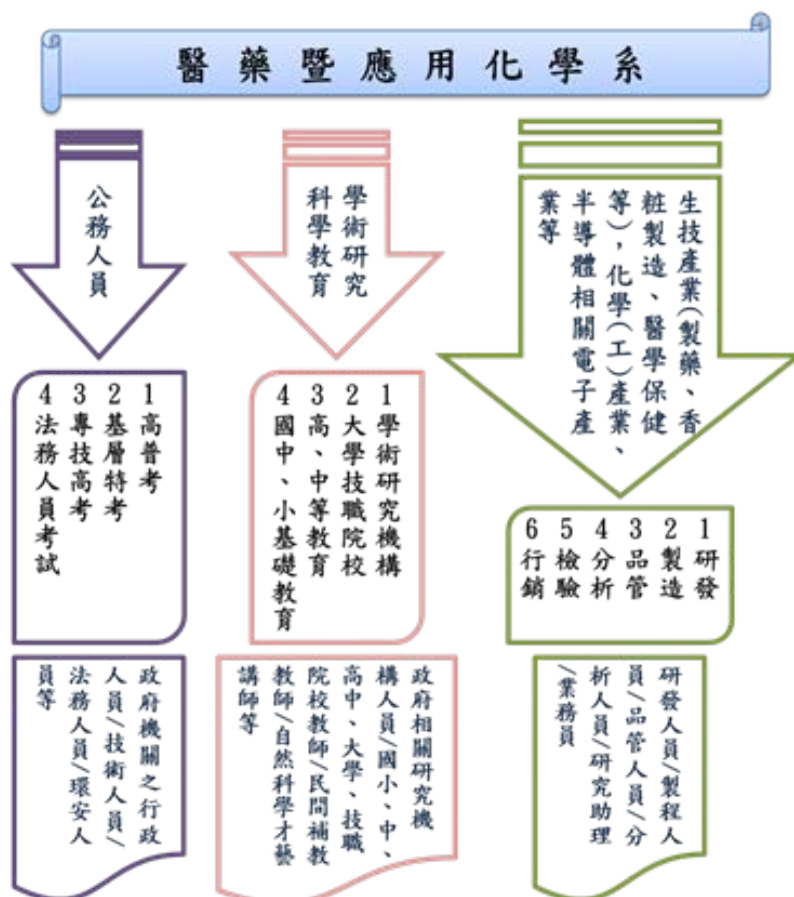 醫藥暨應用化學系
生技產業(製藥、香
粧製造、醫學保健
等)，化學(工)產業、
半導體相關電子產
業等
1研發
2製造
3品管
4分析
5檢驗
6行銷
研發人員/製程人
員/品管人員/分
析人員/研究助理
/業務員
學術研究
科學教育
1學術研究機構
2大學技職院校
3高、中等教育
4國中、小基礎教育
政府相關研究機
構人員/國小、中、
高中、大學、技職
院校教師/民間補教
教師/自然科學才藝
講師等
公務人員
1高普考
2基層特考
3專技高考
4法務人員考試
政府機關之行政
人員/技術人員/
法務人員/環安人
員等